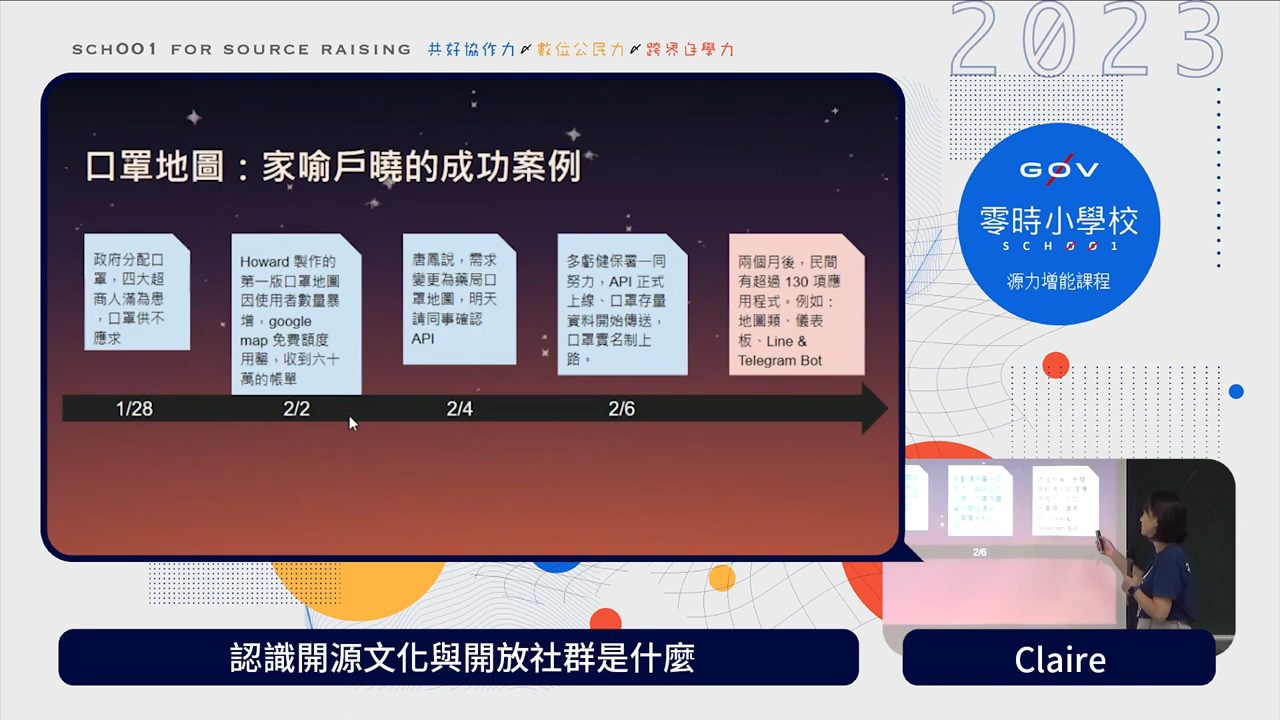 SCH001 FOR SOURCE RAISING 共好協作力 數位公民力 跨界自學力
2023
口罩地圖：家喻戶曉的成功案例
政府分配口
罩，四大超
商人滿為患
，口罩供不
應求
Howard 製作的
第一版口罩地圖
因使用者數量暴
增，google
map 免費額度
用罄，收到六十
萬的帳單
唐鳳說，需求
變更為藥局口
罩地圖，明天
請同事確認
API
多虧健保署一同
努力，API 正式
上線、口罩存量
資料開始傳送，
口罩實名制上
路。
兩個月後，民間
有超過 130 項應
用程式。例如：
地圖類、儀表
板、Line &
Telegram Bot
1/28
2/2
2/4
2/6
G0V
零時小學校
SCH001
源力增能課程
2/6
認識開源文化與開放社群是什麼
Claire